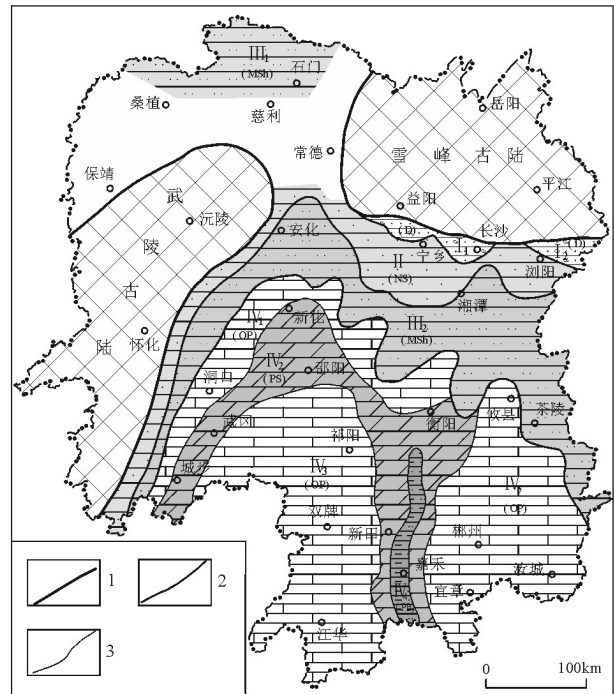 III₁
(MSh)
石门
桑植
慈利
岳阳
常德
雪峰古陆
保靖
武陵古陆
益阳
平江
沅陵
安化
(D)
宁乡
长沙
I₁
I₂
(D)
浏阳
II
(NS)
湘潭
怀化
IV₁
(OP)
新化
III₂
(MSh)
IV₂
(PS)
邵阳
洞口
攸县
茶陵
武冈
衡阳
祁阳
城步
IV₃
(OP)
IV₅
(OP)
双牌
新田
郴州
嘉禾
汝城
宜章
江华
1
2
3
0
100km